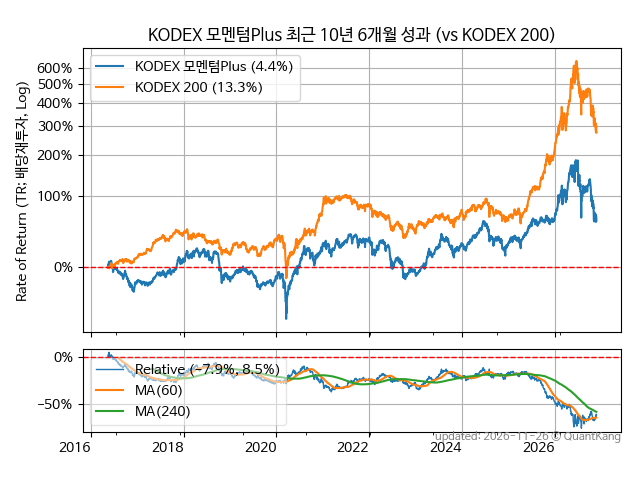 KODEX 모멘텀Plus 최근 10년 6개월 성과 (vs KODEX 200)
Rate of Return (TR: 배당재투자, Log)
600%
500%
400%
300%
200%
100%
0%
KODEX 모멘텀Plus (4.4%)
KODEX 200 (13.3%)
0%
−50%
Relative (−7.9%, 8.5%)
MA(60)
MA(240)
2016 2018 2020 2022 2024 2026
updated: 2026-11-26 © QuantKang